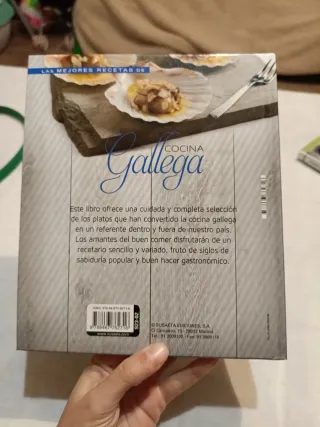 LAS MEJORES RECETAS DE
COCINA
Gallega
Este libro ofrece una cuidada y completa selección
de los platos que han convertido la cocina gallega
en un referente dentro y fuera de nuestro país.
Los amantes del buen comer disfrutarán de un
recetario sencillo y variado, fruto de siglos de
sabiduría popular y buen hacer gastronómico.
© SUSAETA EDICIONES, S.A.